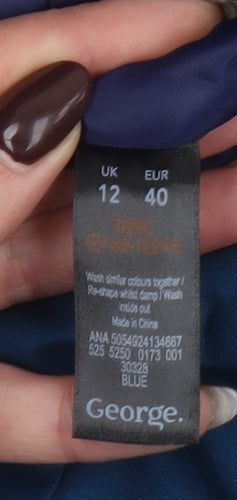 UK EUR
12 40
Wash similar colours together /
Re-shape whilst damp / Wash
inside out
Made in China
ANA 5054924134667
525 5250 0173 001
30328
BLUE
George.